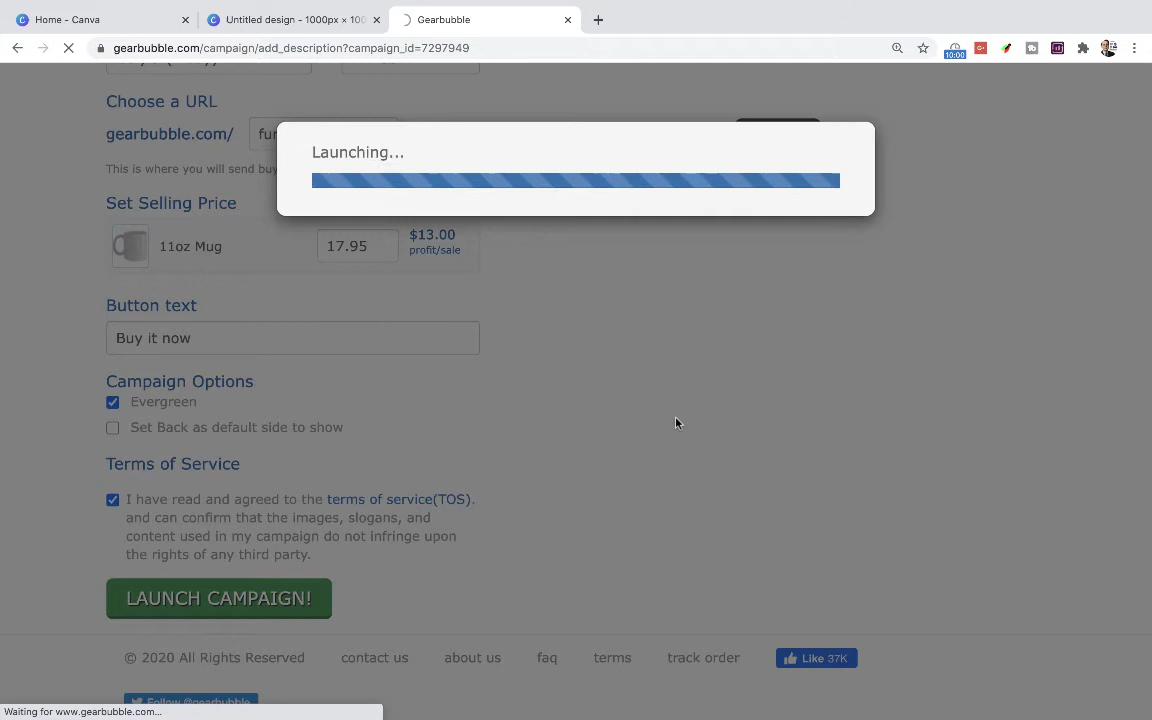 Home - Canva
Untitled design - 1000px × 100
Gearbubble
gearbubble.com/campaign/add_description?campaign_id=7297949
10:00
Choose a URL
gearbubble.com/
fur
This is where you will send buy
Launching...
Set Selling Price
11oz Mug
17.95
$13.00
profit/sale
Button text
Buy it now
Campaign Options
Evergreen
Set Back as default side to show
Terms of Service
I have read and agreed to the terms of service(TOS).
and can confirm that the images, slogans, and
content used in my campaign do not infringe upon
the rights of any third party.
LAUNCH CAMPAIGN!
© 2020 All Rights Reserved
contact us
about us
faq
terms
track order
Like 37K
Follow @gearbubble
Waiting for www.gearbubble.com...